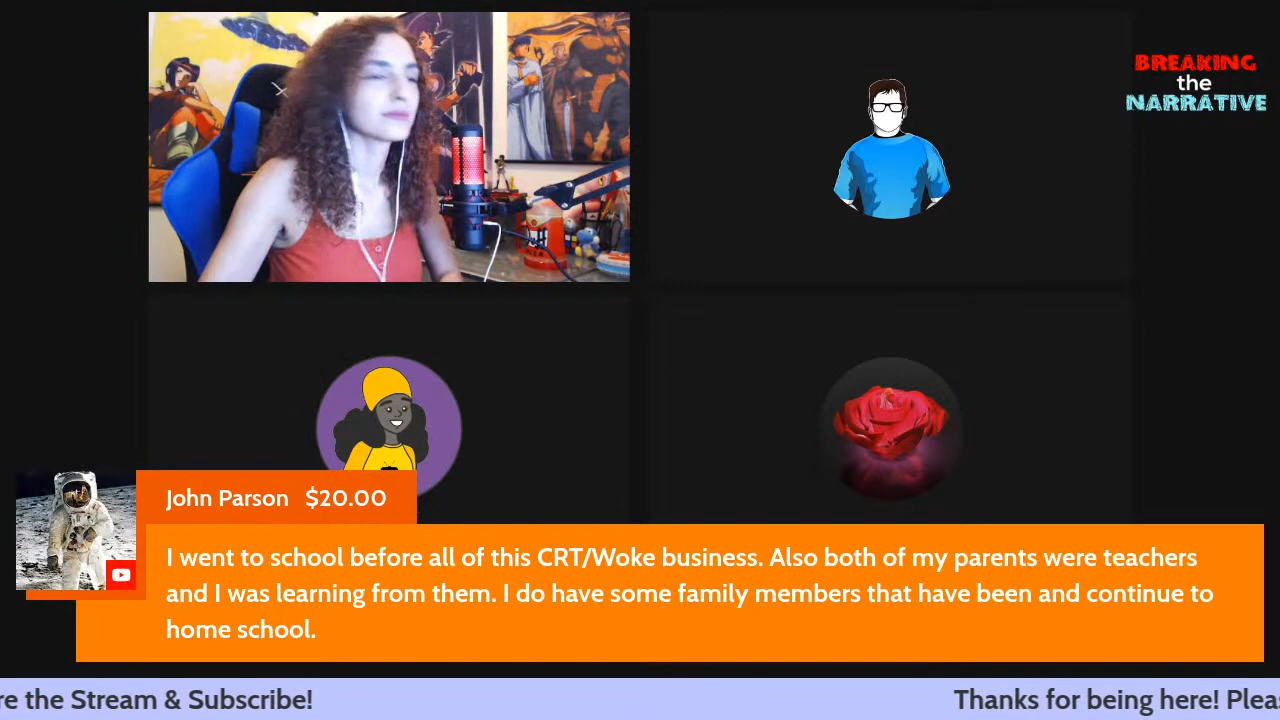 BREAKING
the
NARRATIVE
John Parson $20.00
I went to school before all of this CRT/Woke business. Also both of my parents were teachers
and I was learning from them. I do have some family members that have been and continue to
home school.
re the Stream & Subscribe! Thanks for being here! Pleas